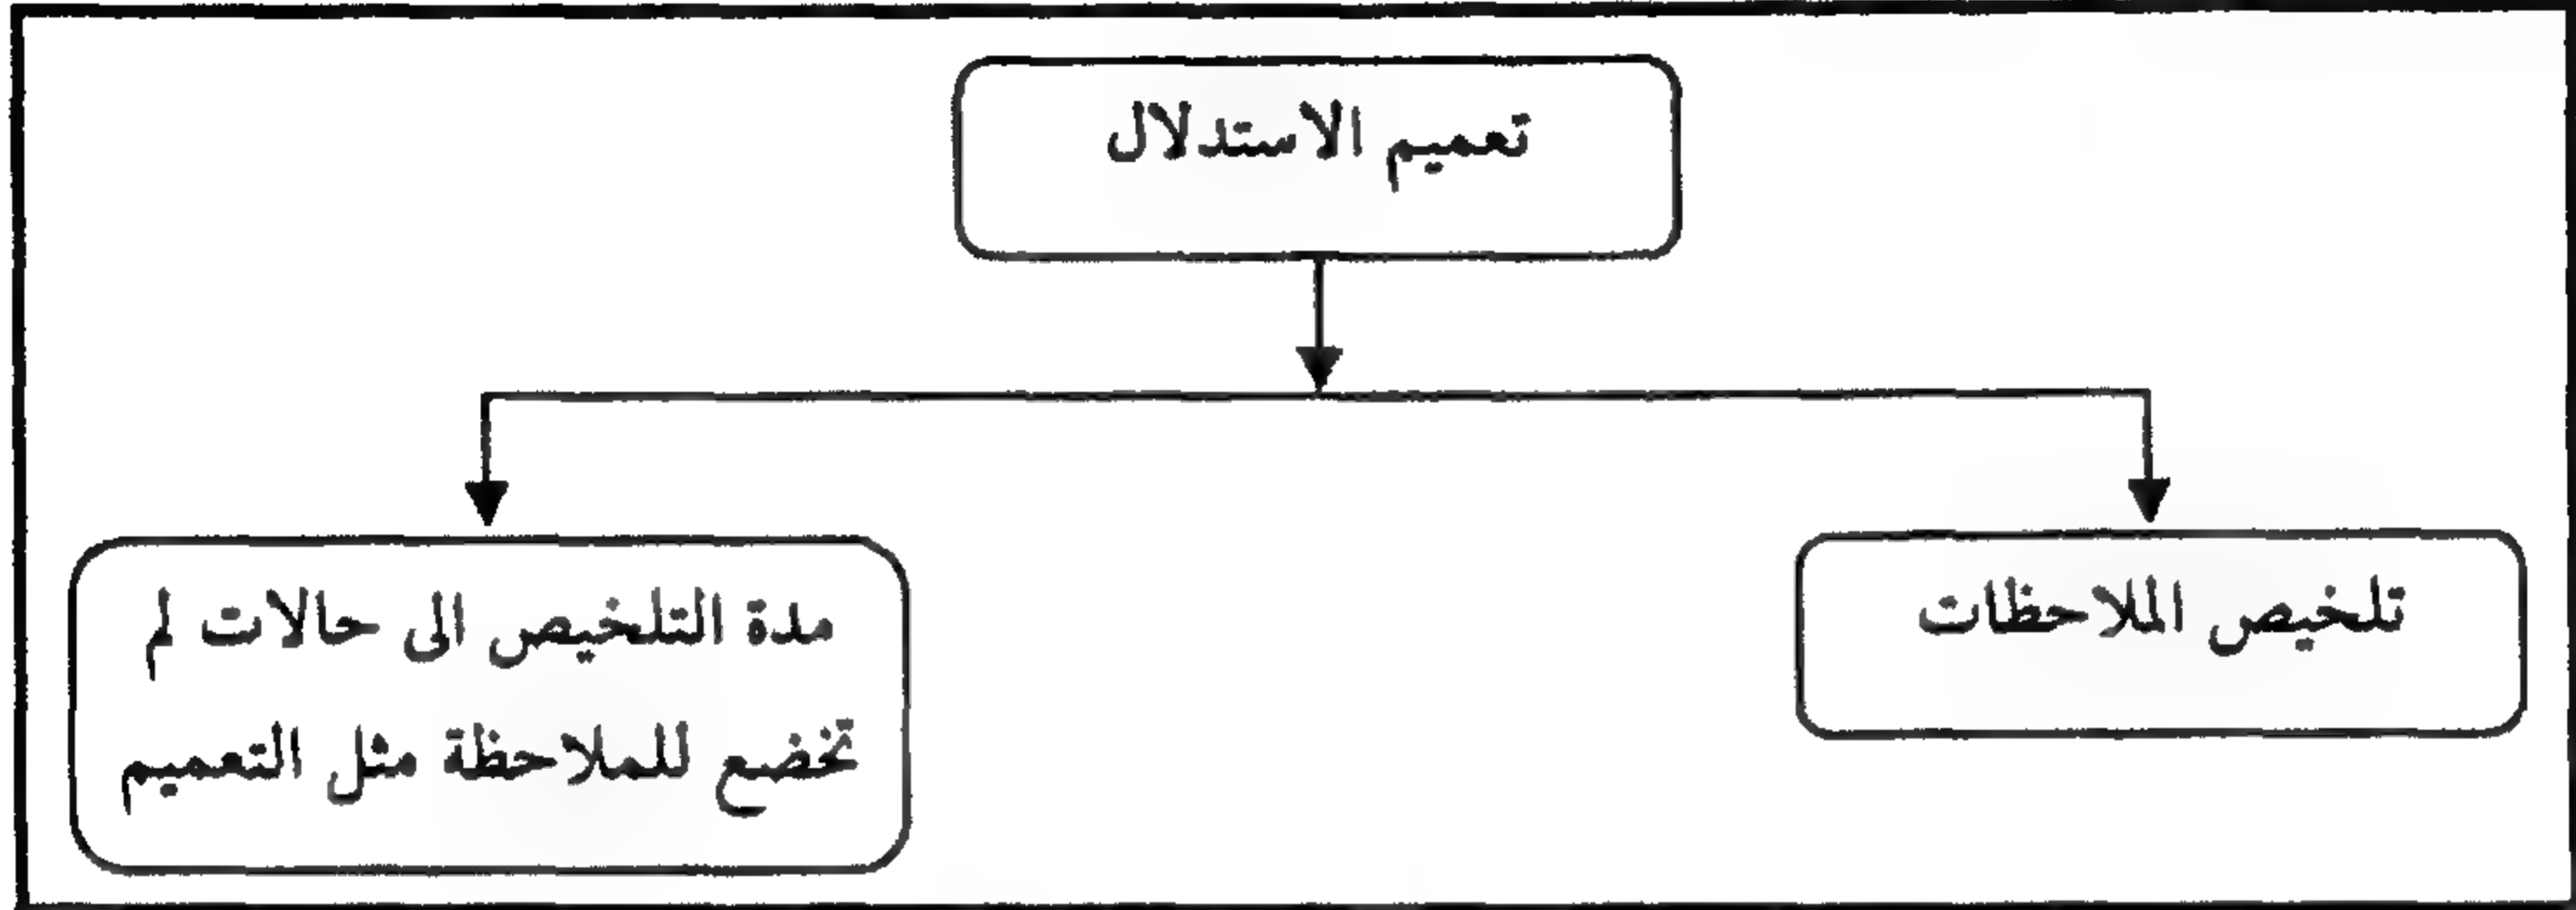 تعميم الاستدلال
تلخيص الملاحظات
مدة التلخيص الى حالات لم
تخضع للملاحظة مثل التعميم